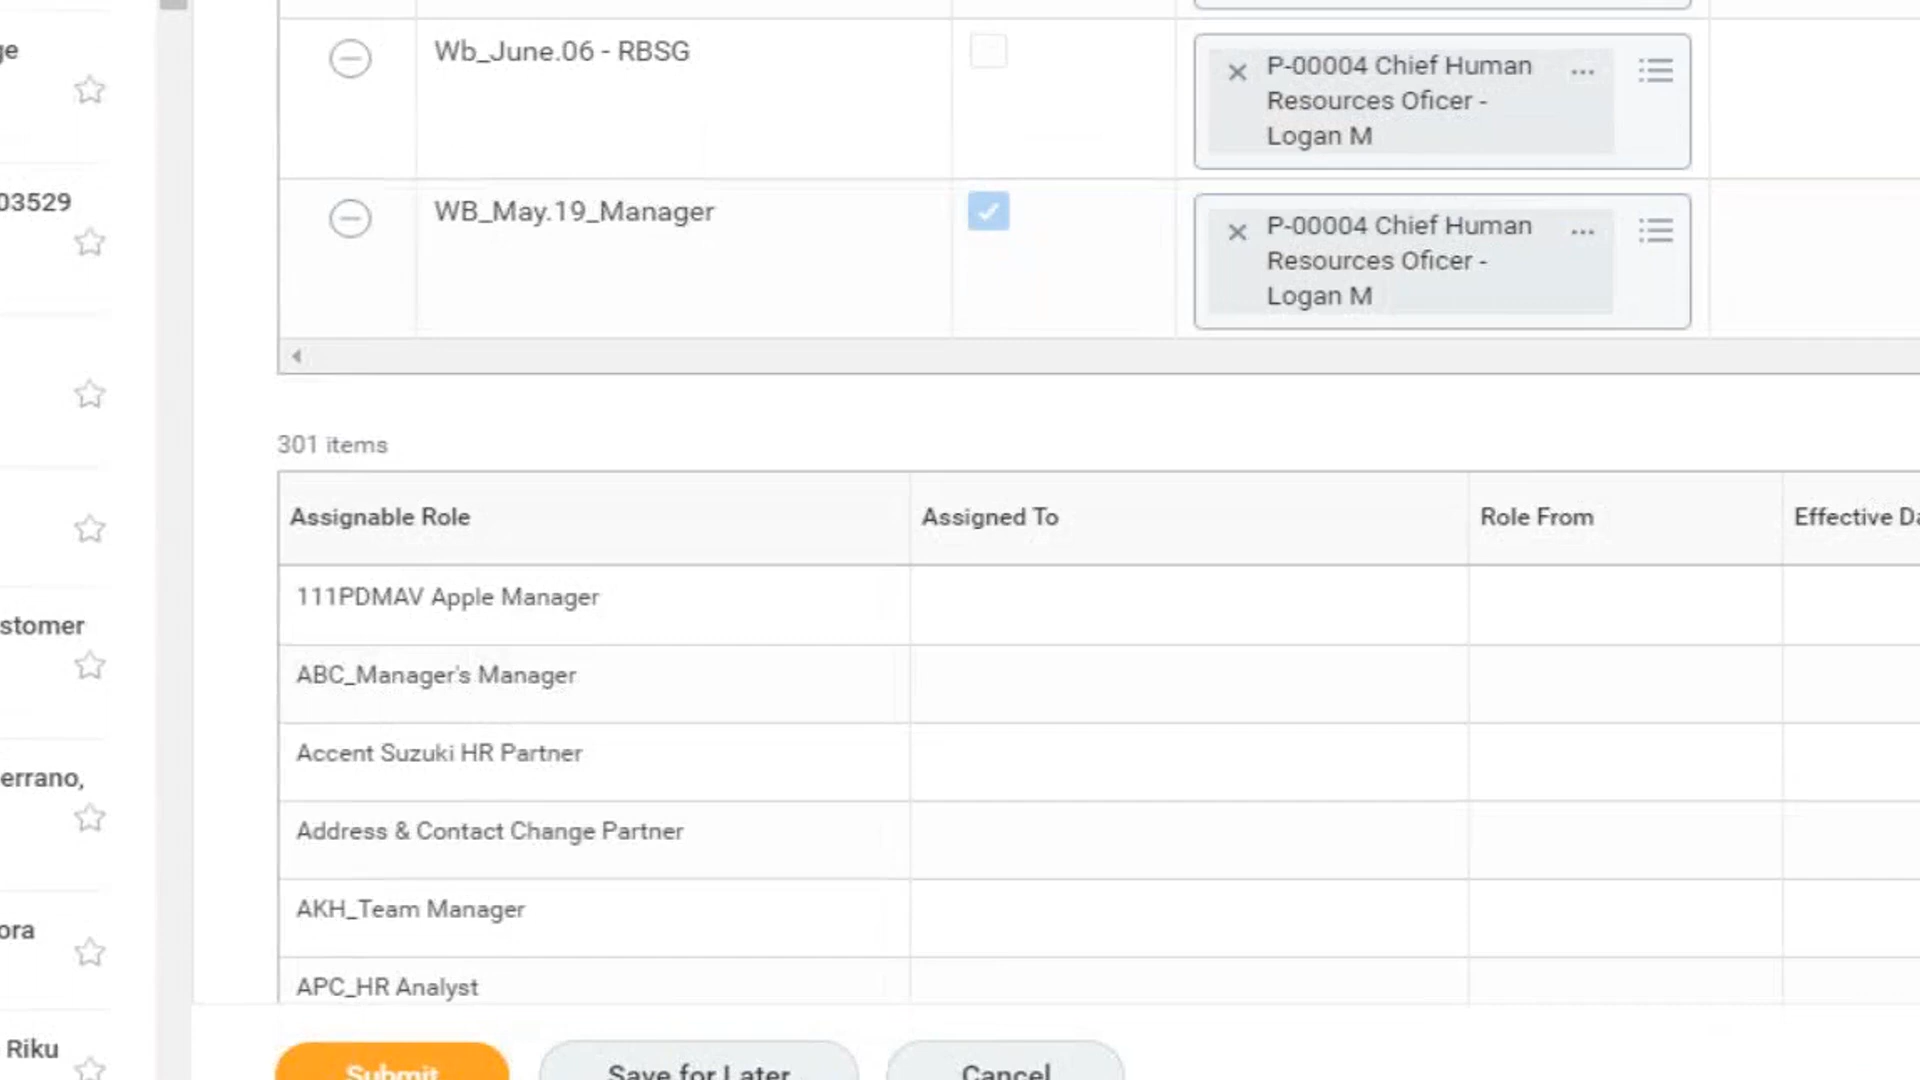 ge
03529
stomer
errano,
ora
Riku
Wb_June.06 - RBSG
P-00004 Chief Human
Resources Oficer -
Logan M
WB_May.19_Manager
P-00004 Chief Human
Resources Oficer -
Logan M
301 items
Assignable Role
Assigned To
Role From
Effective Da
111PDMAV Apple Manager
ABC_Manager's Manager
Accent Suzuki HR Partner
Address & Contact Change Partner
AKH_Team Manager
APC_HR Analyst
Submit
Save for Later
Cancel